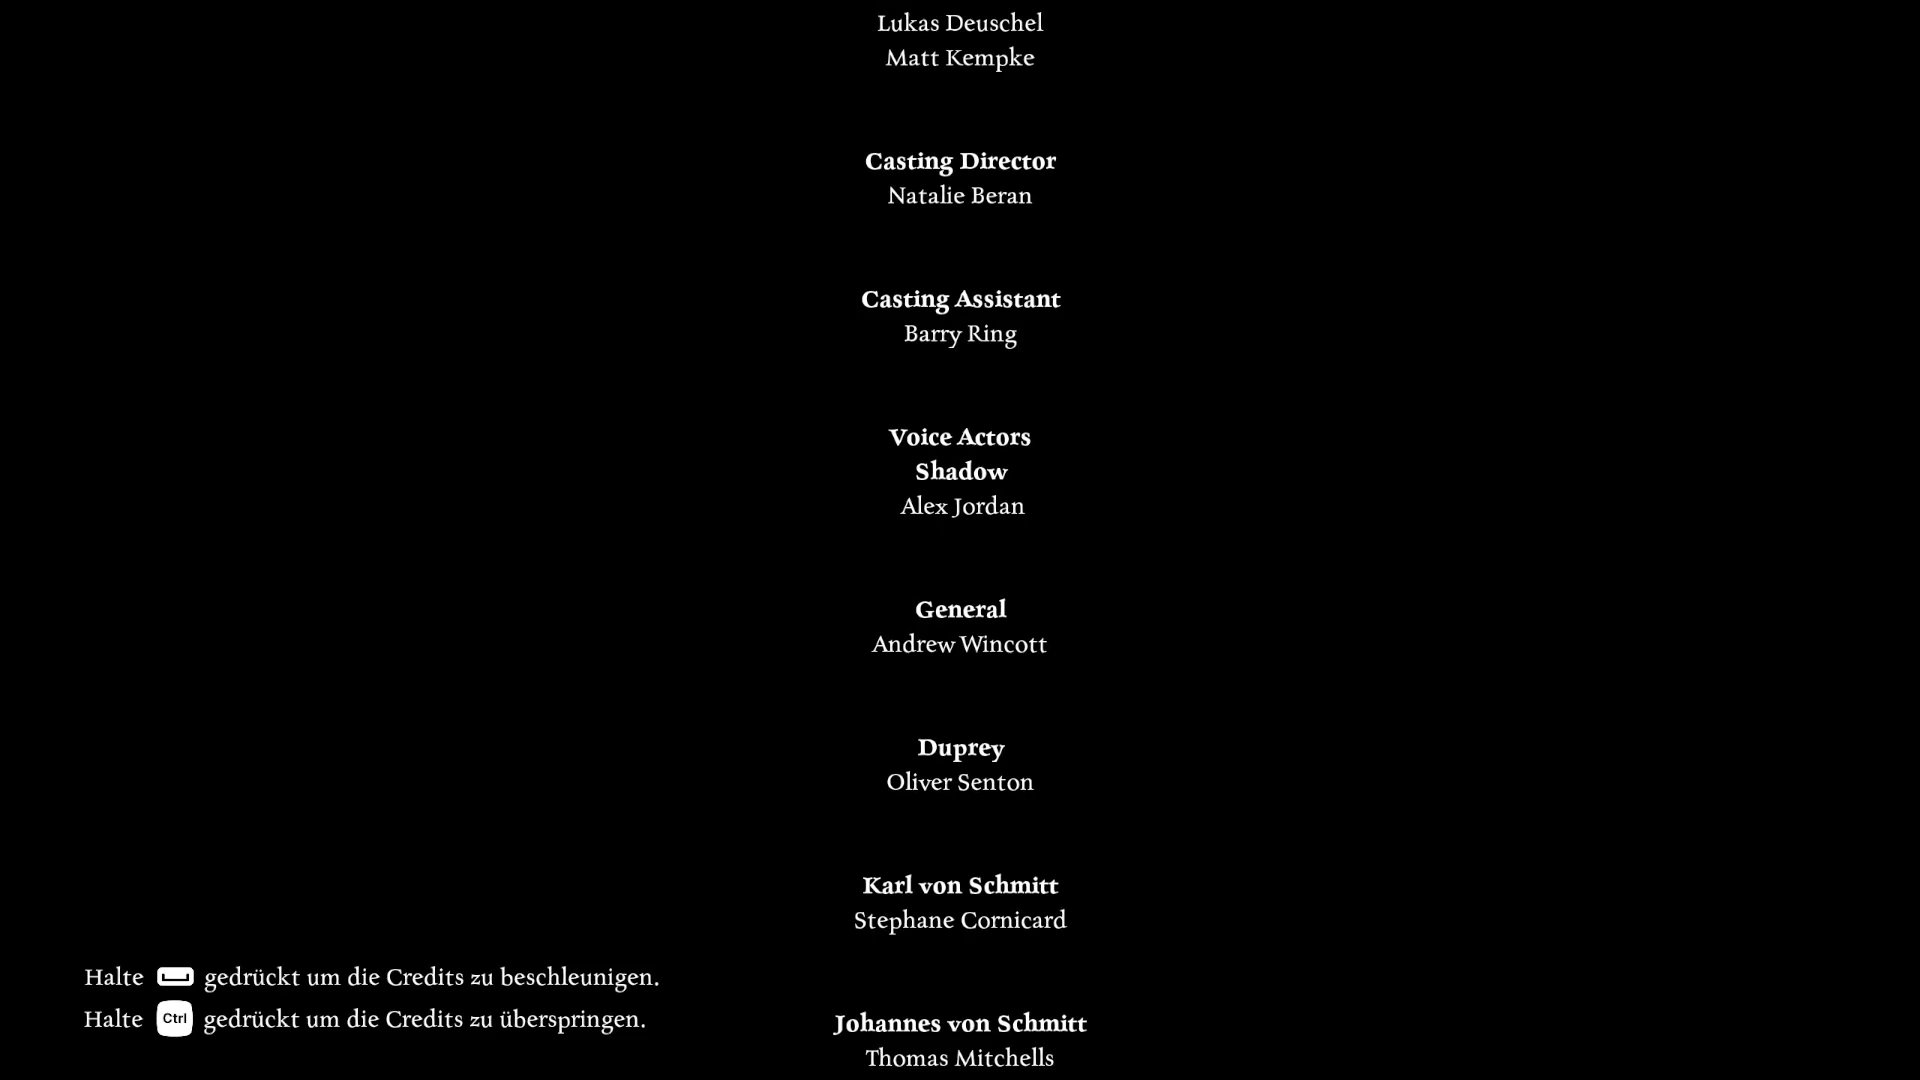 Lukas Deuschel
Matt Kempke
Casting Director
Natalie Beran
Casting Assistant
Barry Ring
Voice Actors
Shadow
Alex Jordan
General
Andrew Wincott
Duprey
Oliver Senton
Karl von Schmitt
Stephane Cornicard
Johannes von Schmitt
Thomas Mitchells
Halte gedrückt um die Credits zu beschleunigen.
Halte Ctrl gedrückt um die Credits zu überspringen.